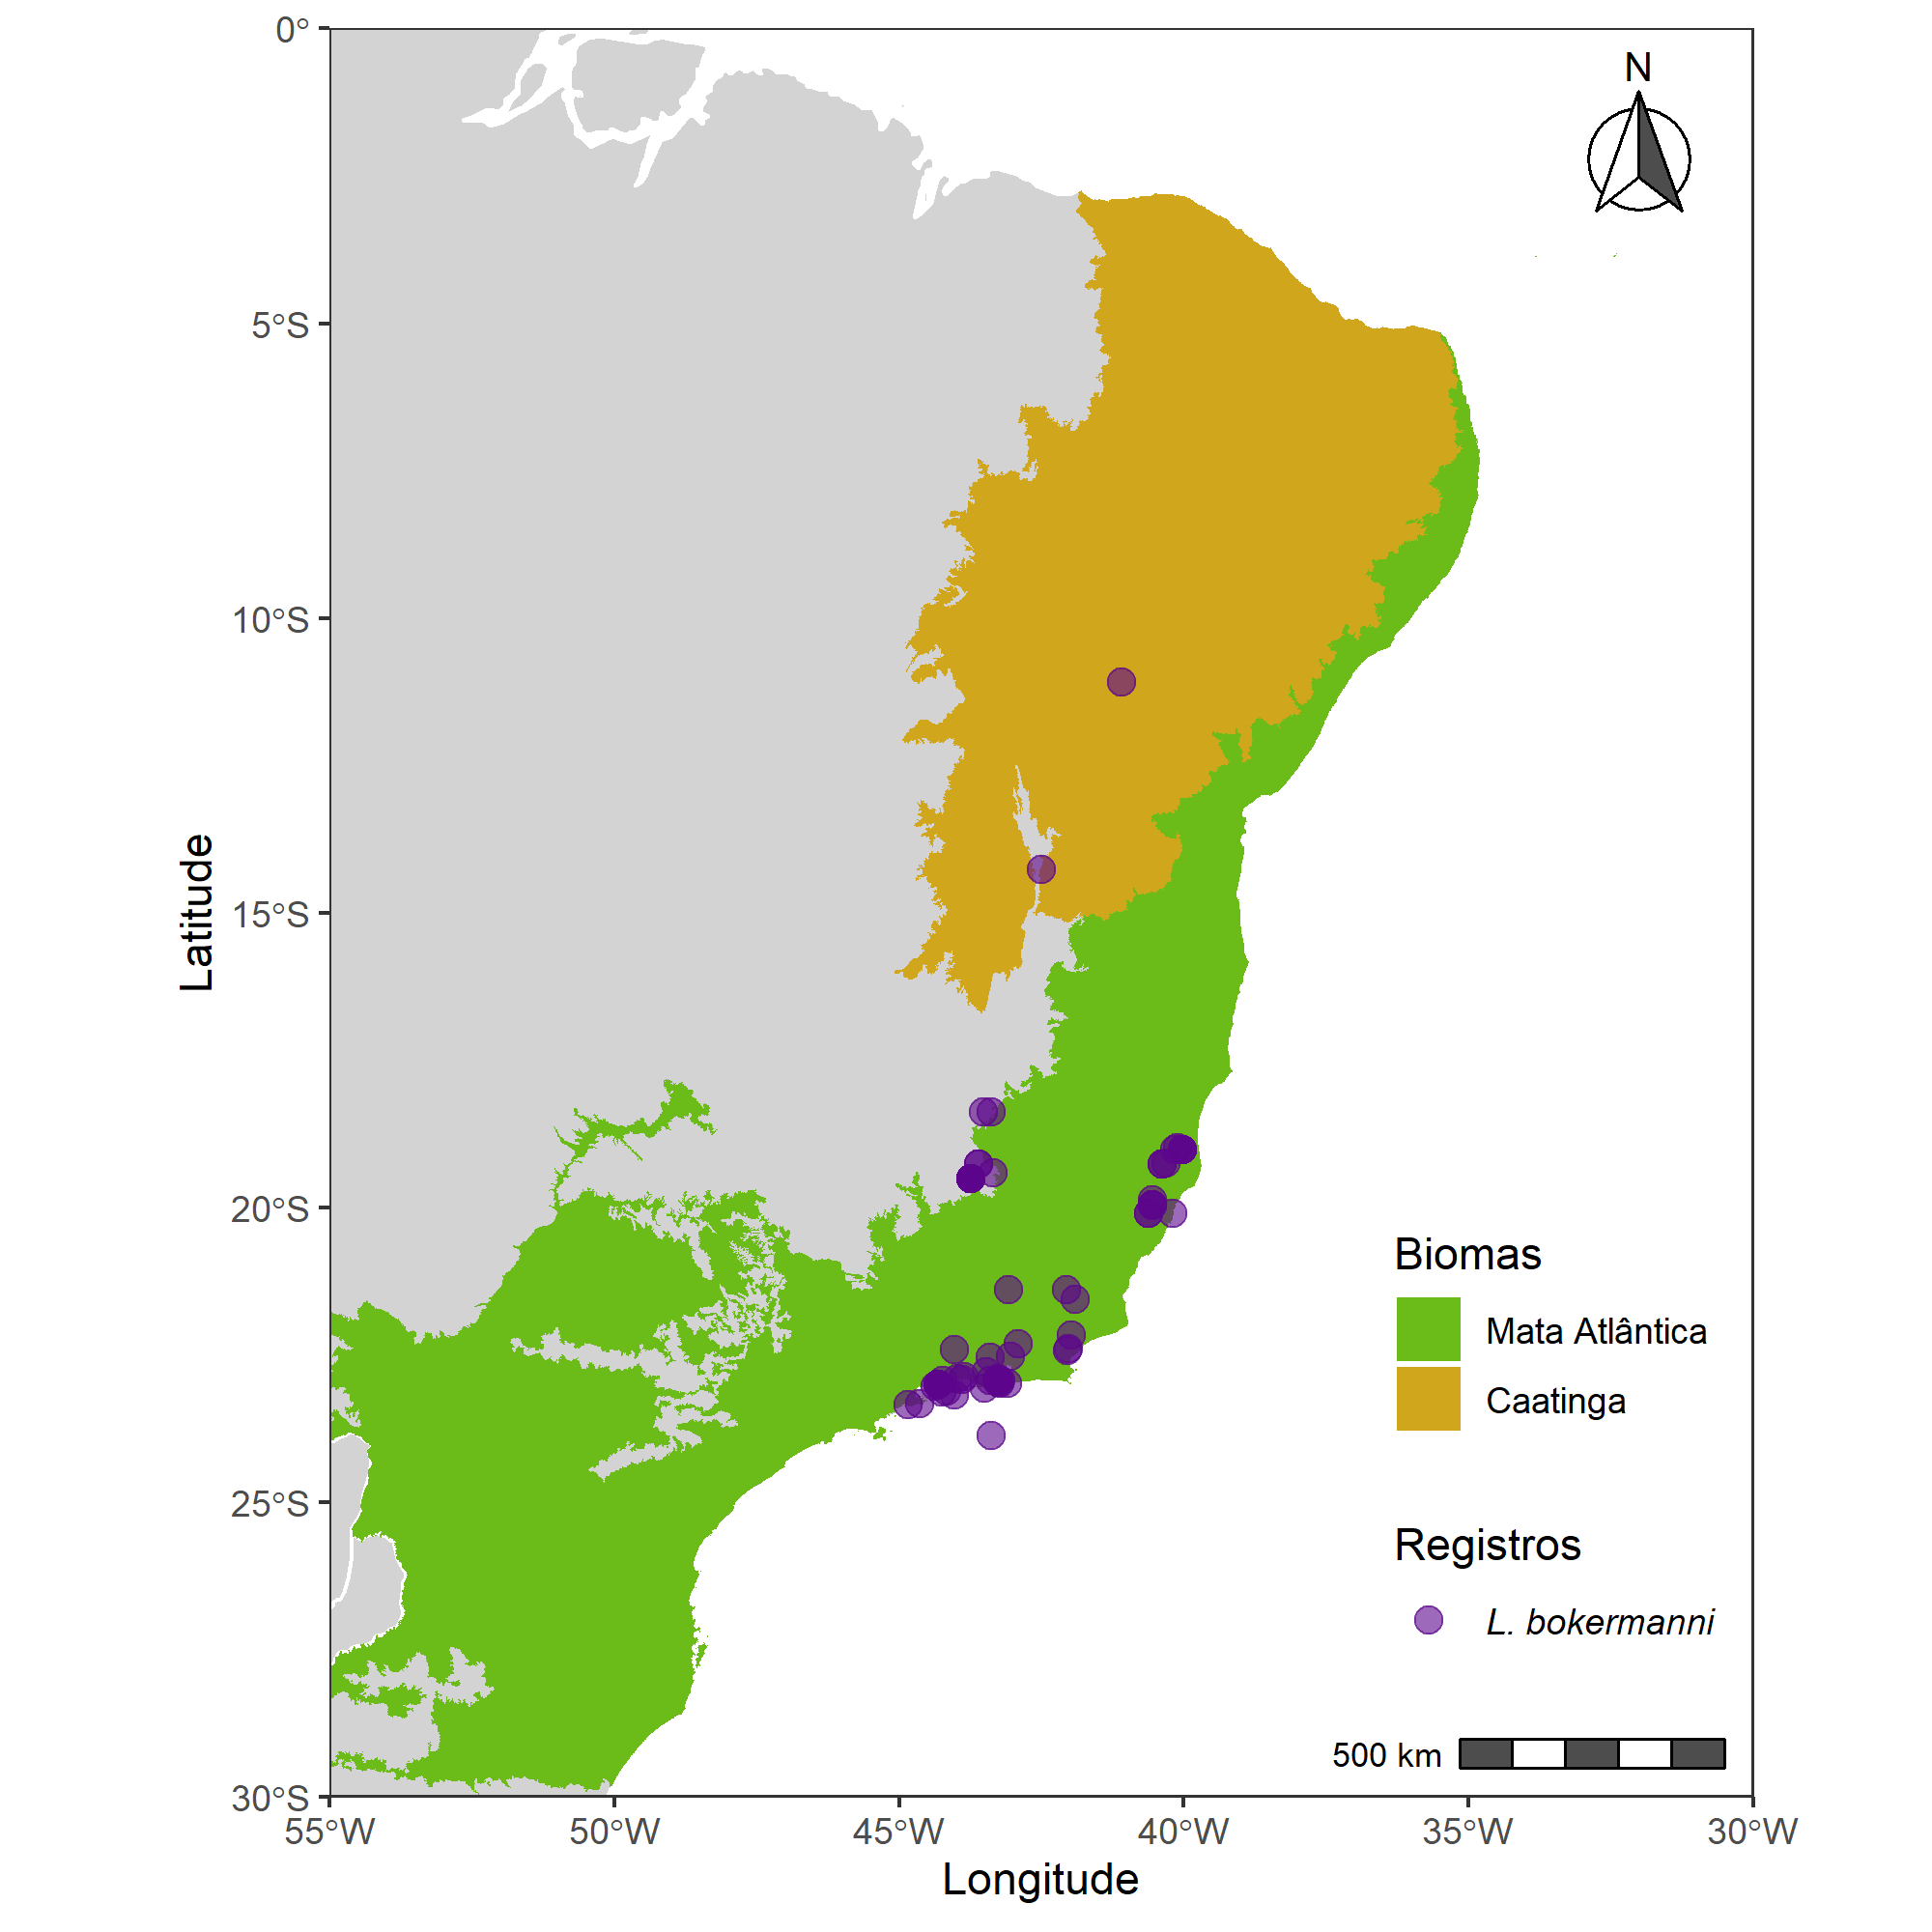 N
0°
5°S
10°S
15°S
20°S
25°S
30°S
Latitude
Biomas
Mata Atlântica
Caatinga
Registros
L. bokermanni
500 km
55°W
50°W
45°W
40°W
35°W
30°W
Longitude